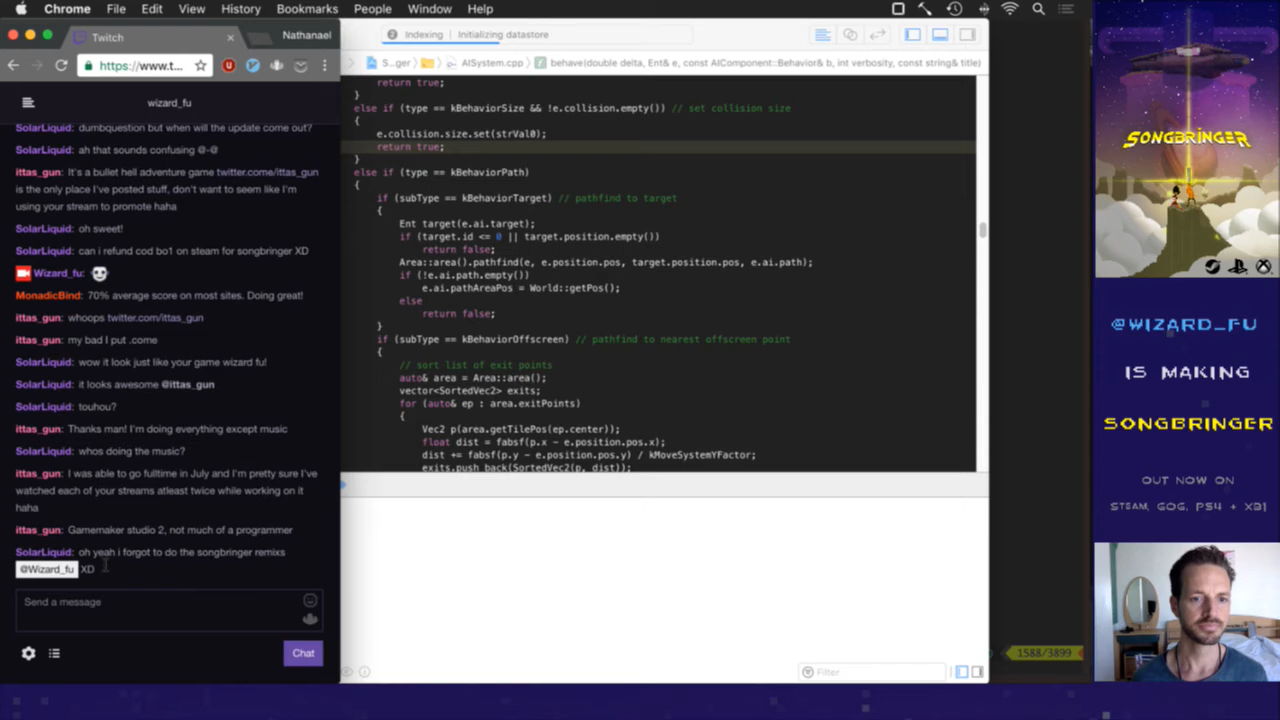 Chrome File Edit View History Bookmarks People Window Help
Twitch
Nathanael
https://www.t...
wizard_fu
SolarLiquid: dumbquestion but when will the update come out?
SolarLiquid: ah that sounds confusing @-@
ittas_gun: It's a bullet hell adventure game twitter.come/ittas_gun
is the only place I've posted stuff, don't want to seem like I'm
using your stream to promote haha
SolarLiquid: oh sweet!
SolarLiquid: can i refund cod bo1 on steam for songbringer XD
Wizard_fu:
MonadicBind: 70% average score on most sites. Doing great!
ittas_gun: whoops twitter.com/ittas_gun
ittas_gun: my bad I put .come
SolarLiquid: wow it look just like your game wizard fu!
SolarLiquid: it looks awesome @ittas_gun
SolarLiquid: touhou?
ittas_gun: Thanks man! I'm doing everything except music
SolarLiquid: whos doing the music?
ittas_gun: I was able to go fulltime in July and I'm pretty sure I've
watched each of your streams atleast twice while working on it
haha
ittas_gun: Gamemaker studio 2, not much of a programmer
SolarLiquid: oh yeah i forgot to do the songbringer remixs
@Wizard_fu XD
Send a message
Chat
2 Indexing | Initializing datastore
S...ger AISystem.cpp behave(double delta, Ent& e, const AIComponent::Behavior& b, int verbosity, const string& title)
return true;
}
else if (type == kBehaviorSize && !e.collision.empty()) // set collision size
{
e.collision.size.set(strVal0);
return true;
}
else if (type == kBehaviorPath)
{
if (subType == kBehaviorTarget) // pathfind to target
{
Ent target(e.ai.target);
if (target.id <= 0 || target.position.empty())
return false;
Area::area().pathfind(e, e.position.pos, target.position.pos, e.ai.path);
if (!e.ai.path.empty())
e.ai.pathAreaPos = World::getPos();
else
return false;
}
if (subType == kBehaviorOffscreen) // pathfind to nearest offscreen point
{
// sort list of exit points
auto& area = Area::area();
vector<SortedVec2> exits;
for (auto& ep : area.exitPoints)
{
Vec2 p(area.getTilePos(ep.center));
float dist = fabsf(p.x - e.position.pos.x);
dist += fabsf(p.y - e.position.pos.y) / kMoveSystemYFactor;
exits.push_back(SortedVec2(p, dist));
Filter
1588/3899
SONGBRINGER
@WIZARD_FU
IS MAKING
SONGBRINGER
OUT NOW ON
STEAM, GOG, PS4 + XB1